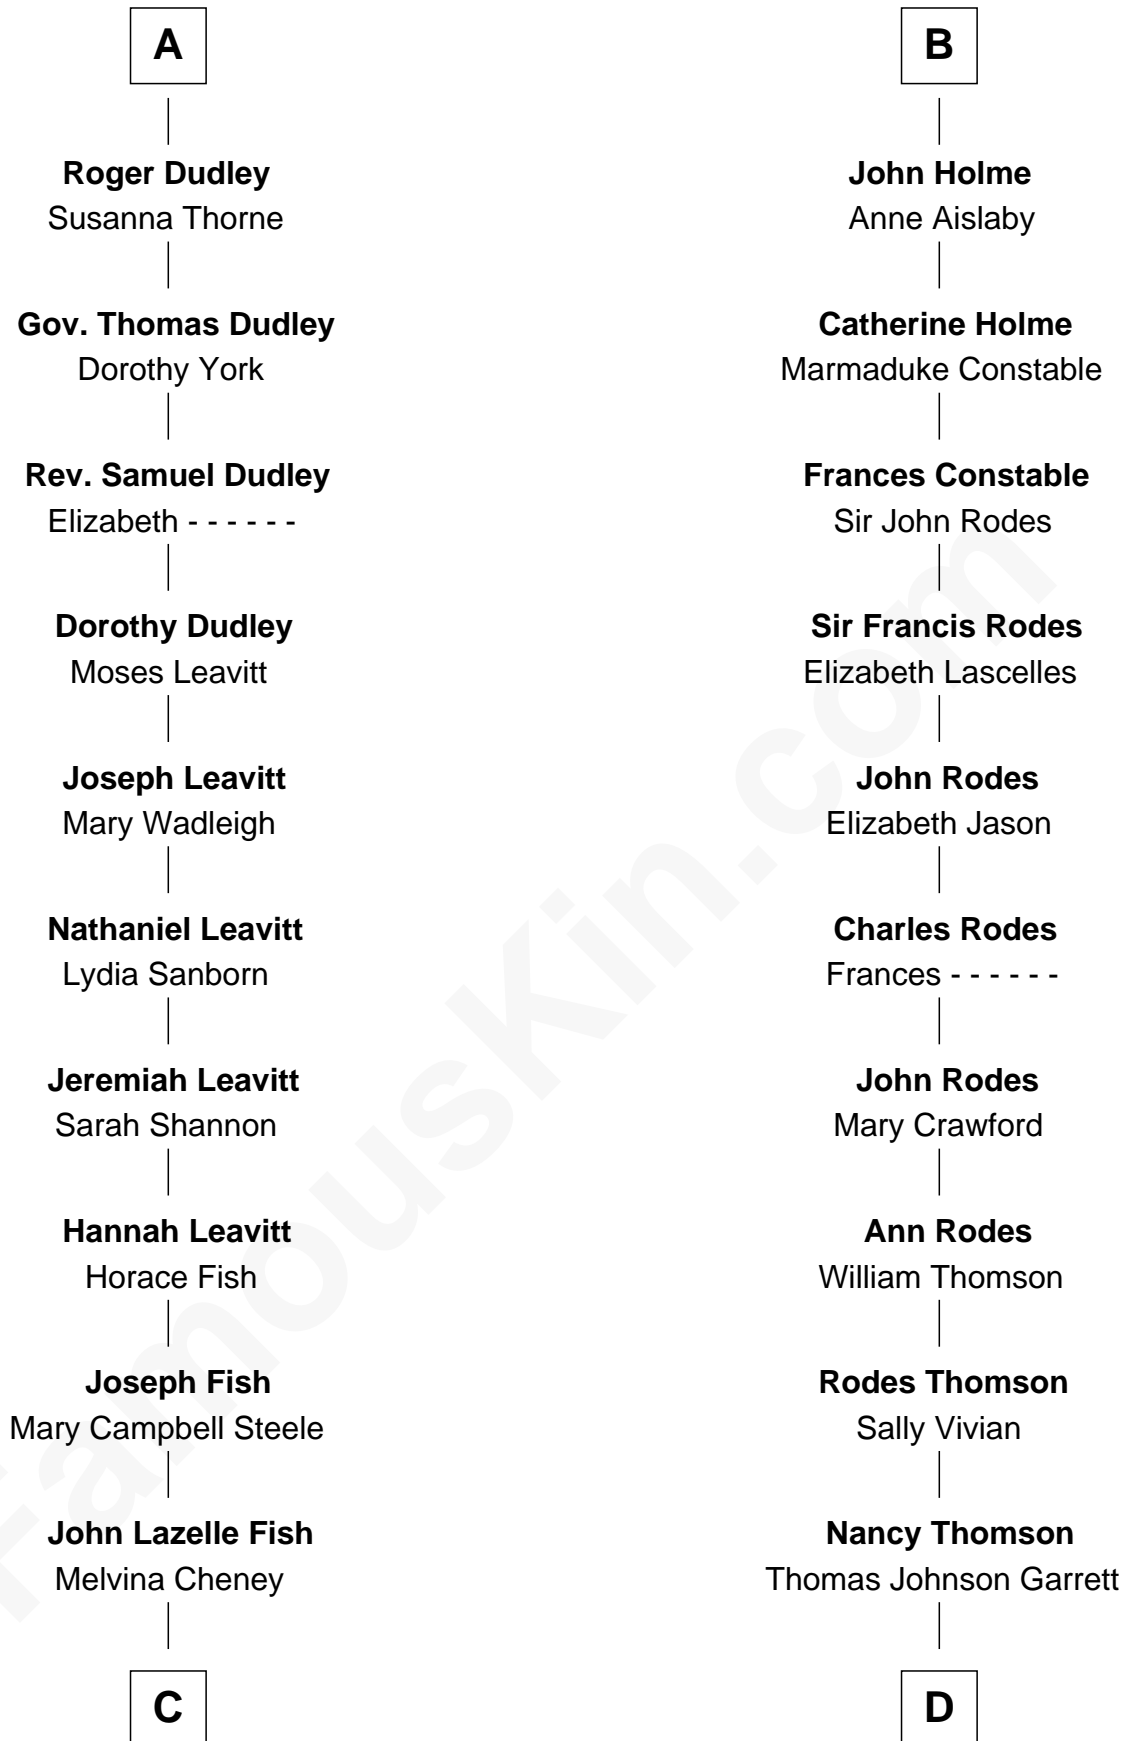 A
Roger Dudley
Susanna Thorne
Gov. Thomas Dudley
Dorothy York
Rev. Samuel Dudley
Elizabeth - - - - - -
Dorothy Dudley
Moses Leavitt
Joseph Leavitt
Mary Wadleigh
Nathaniel Leavitt
Lydia Sanborn
Jeremiah Leavitt
Sarah Shannon
Hannah Leavitt
Horace Fish
Joseph Fish
Mary Campbell Steele
John Lazelle Fish
Melvina Cheney
C
B
John Holme
Anne Aislaby
Catherine Holme
Marmaduke Constable
Frances Constable
Sir John Rodes
Sir Francis Rodes
Elizabeth Lascelles
John Rodes
Elizabeth Jason
Charles Rodes
Frances - - - - - -
John Rodes
Mary Crawford
Ann Rodes
William Thomson
Rodes Thomson
Sally Vivian
Nancy Thomson
Thomas Johnson Garrett
D
FamousKin.com